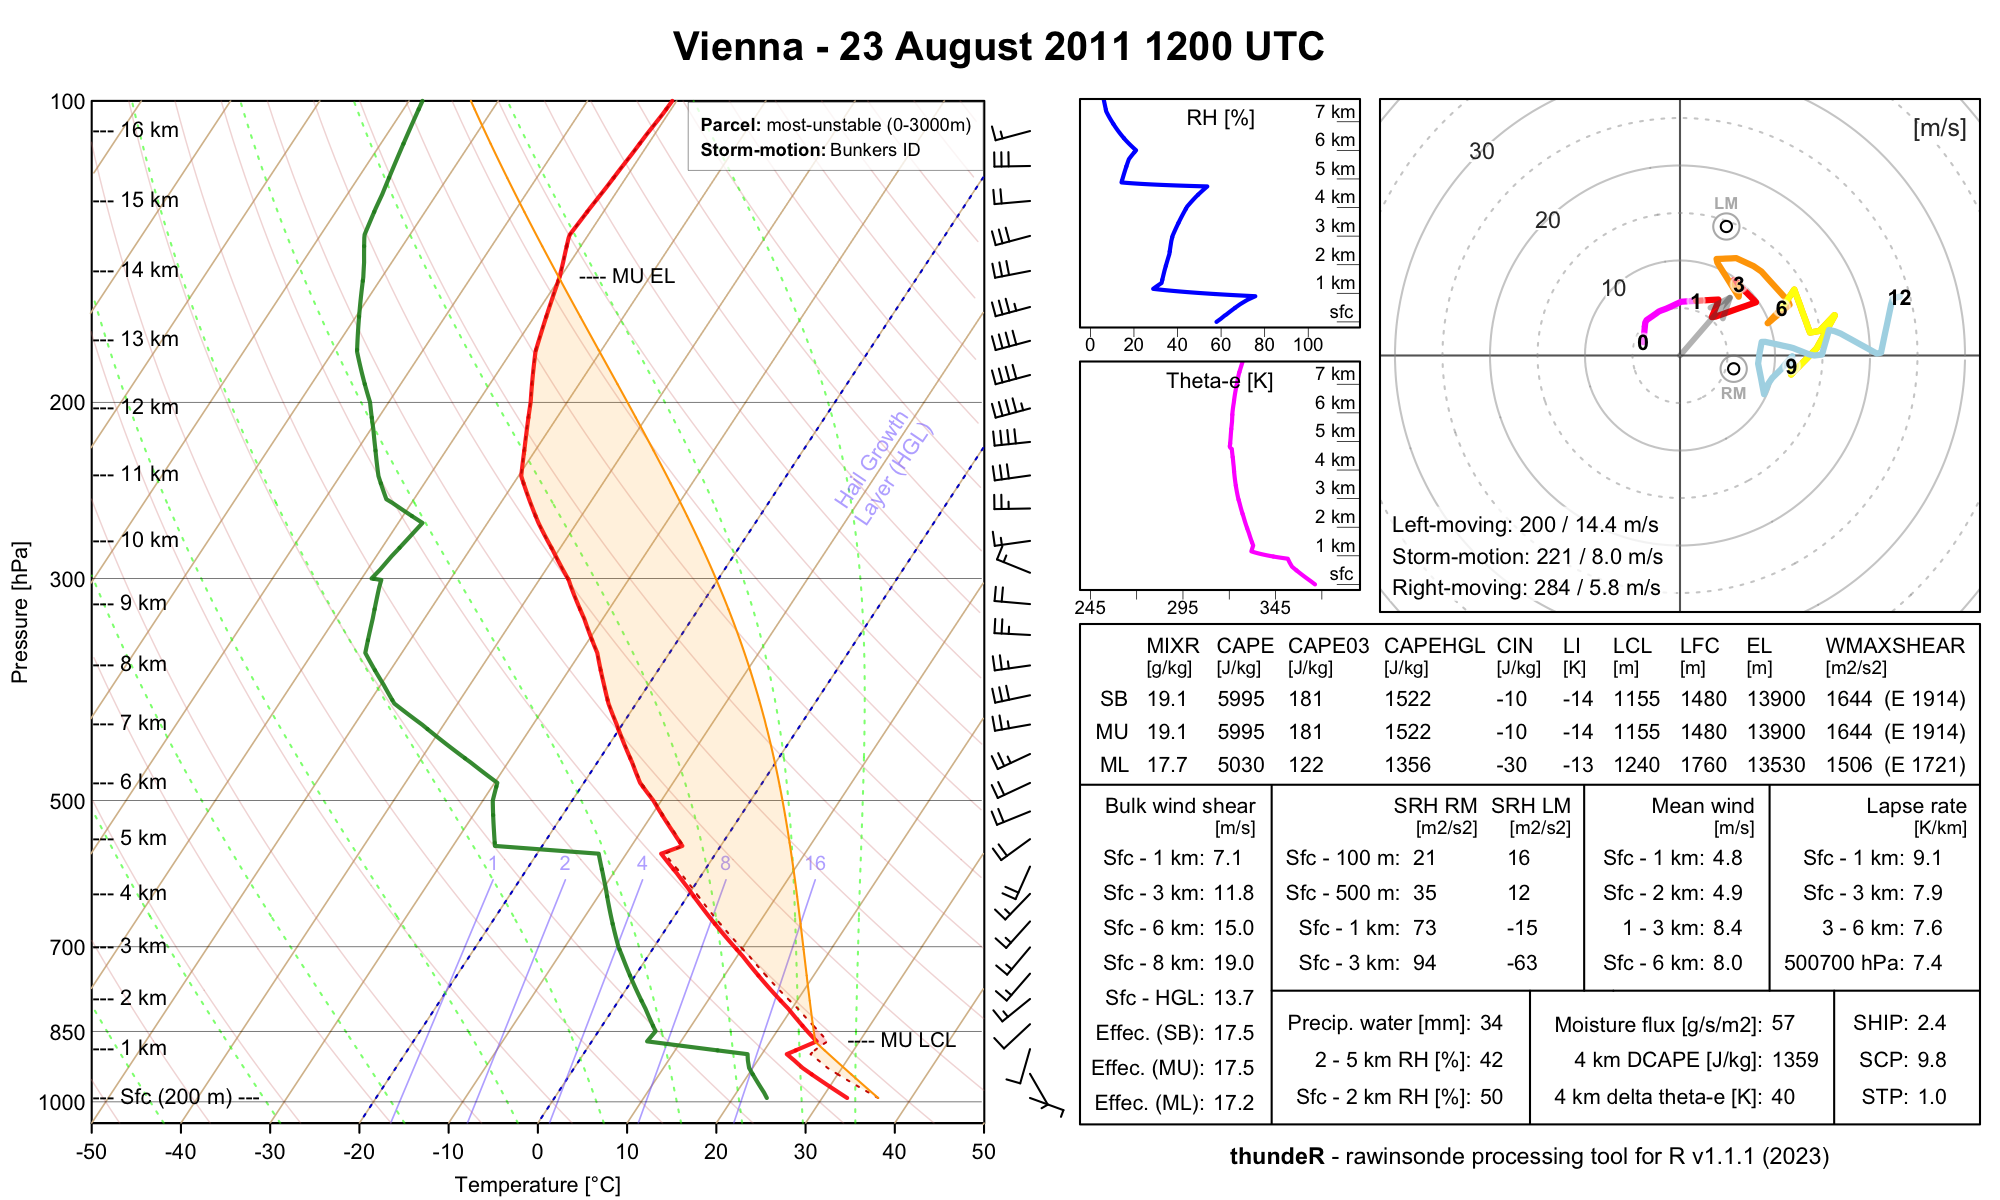 Vienna - 23 August 2011 1200 UTC
Parcel: most-unstable (0-3000m)
Storm-motion: Bunkers ID
Pressure [hPa]
100
200
300
500
700
850
1000
--- 16 km
--- 15 km
--- 14 km
--- 13 km
--- 12 km
--- 11 km
--- 10 km
--- 9 km
--- 8 km
--- 7 km
--- 6 km
--- 5 km
--- 4 km
--- 3 km
--- 2 km
--- 1 km
--- Sfc (200 m) ---
---- MU EL
Hail Growth
Layer (HGL)
1 2 4 8 16
---- MU LCL
-50 -40 -30 -20 -10 0 10 20 30 40 50
Temperature [°C]
RH [%]
7 km
6 km
5 km
4 km
3 km
2 km
1 km
sfc
0 20 40 60 80 100
Theta-e [K]
7 km
6 km
5 km
4 km
3 km
2 km
1 km
sfc
245 295 345
[m/s]
30
20
10
LM
RM
0 1 3 6 9 12
Left-moving: 200 / 14.4 m/s
Storm-motion: 221 / 8.0 m/s
Right-moving: 284 / 5.8 m/s
MIXR CAPE CAPE03 CAPEHGL CIN LI LCL LFC EL WMAXSHEAR
[g/kg] [J/kg] [J/kg] [J/kg] [J/kg] [K] [m] [m] [m] [m2/s2]
SB 19.1 5995 181 1522 -10 -14 1155 1480 13900 1644 (E 1914)
MU 19.1 5995 181 1522 -10 -14 1155 1480 13900 1644 (E 1914)
ML 17.7 5030 122 1356 -30 -13 1240 1760 13530 1506 (E 1721)
Bulk wind shear
[m/s]
Sfc - 1 km: 7.1
Sfc - 3 km: 11.8
Sfc - 6 km: 15.0
Sfc - 8 km: 19.0
Sfc - HGL: 13.7
Effec. (SB): 17.5
Effec. (MU): 17.5
Effec. (ML): 17.2
SRH RM SRH LM
[m2/s2] [m2/s2]
Sfc - 100 m: 21 16
Sfc - 500 m: 35 12
Sfc - 1 km: 73 -15
Sfc - 3 km: 94 -63
Mean wind
[m/s]
Sfc - 1 km: 4.8
Sfc - 2 km: 4.9
1 - 3 km: 8.4
Sfc - 6 km: 8.0
Lapse rate
[K/km]
Sfc - 1 km: 9.1
Sfc - 3 km: 7.9
3 - 6 km: 7.6
500700 hPa: 7.4
Precip. water [mm]: 34
2 - 5 km RH [%]: 42
Sfc - 2 km RH [%]: 50
Moisture flux [g/s/m2]: 57
4 km DCAPE [J/kg]: 1359
4 km delta theta-e [K]: 40
SHIP: 2.4
SCP: 9.8
STP: 1.0
thundeR - rawinsonde processing tool for R v1.1.1 (2023)